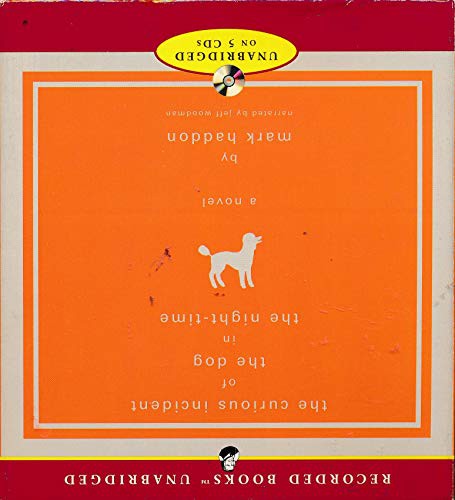 RECORDED BOOKS™ UNABRIDGED
the curious incident
of
the dog
in
the night-time
a novel
by
mark haddon
narrated by jeff woodman
UNABRIDGED
ON 5 CDs